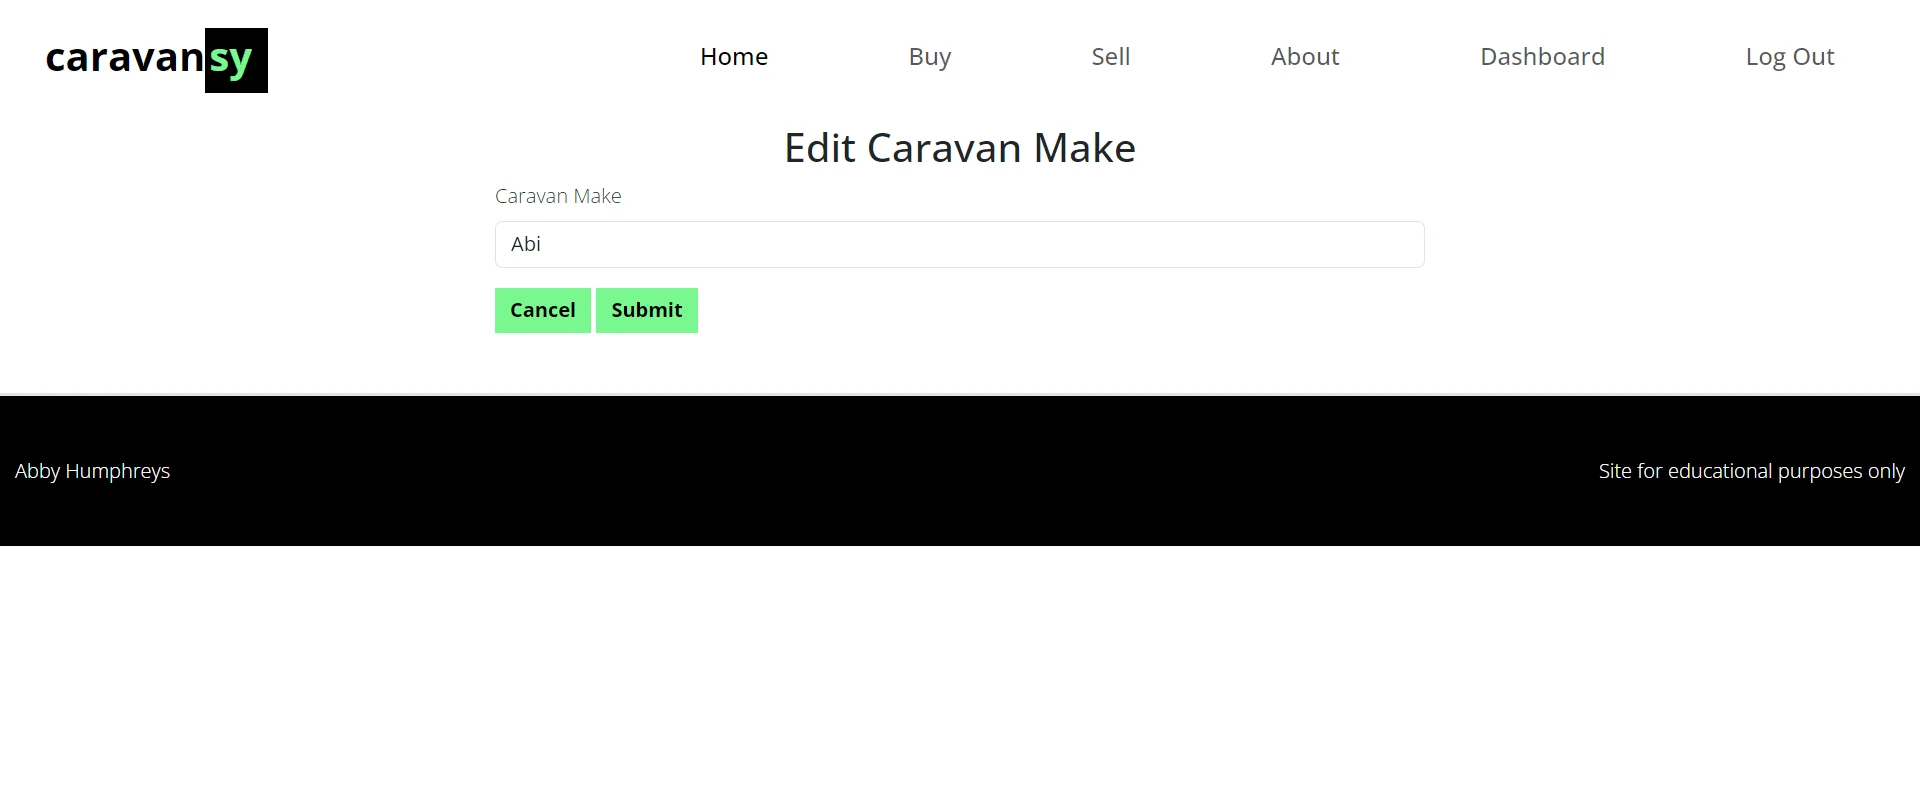 caravansy Home Buy Sell About Dashboard Log Out
Edit Caravan Make
Caravan Make
Abi
Cancel Submit
Abby Humphreys Site for educational purposes only